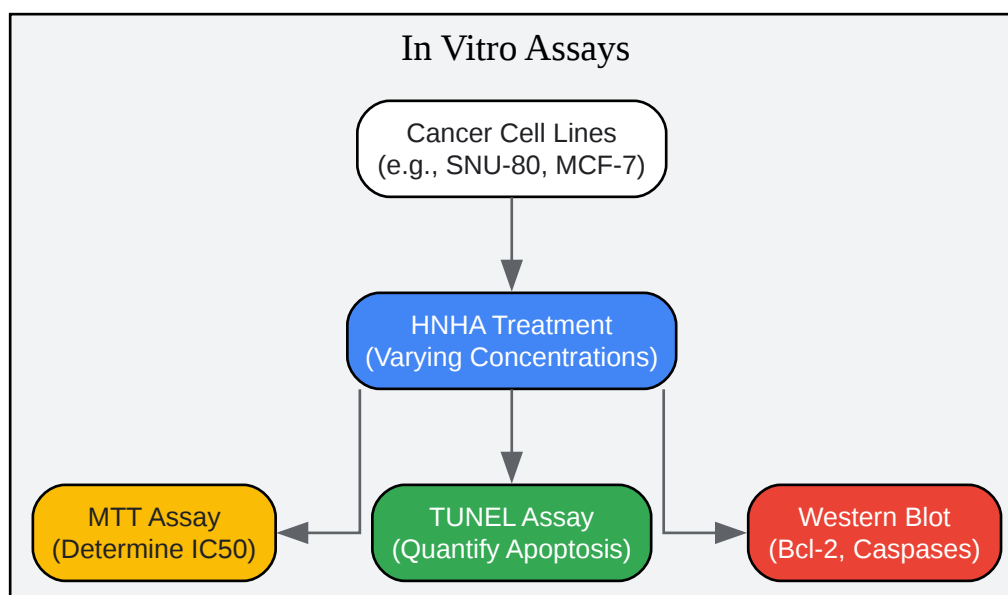 In Vitro Assays
Cancer Cell Lines
(e.g., SNU-80, MCF-7)
HNHA Treatment
(Varying Concentrations)
MTT Assay
(Determine IC50)
TUNEL Assay
(Quantify Apoptosis)
Western Blot
(Bcl-2, Caspases)